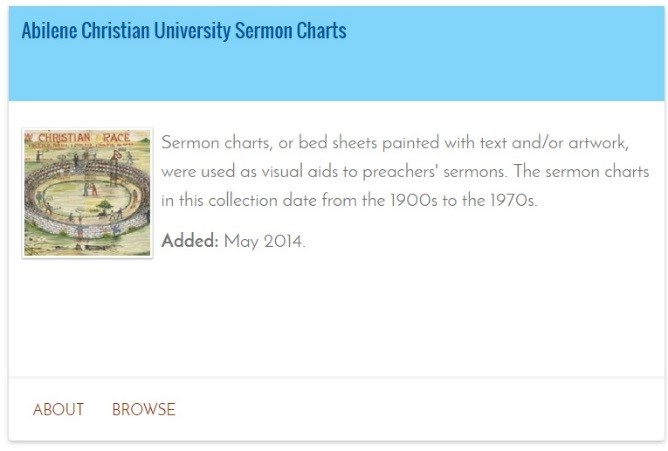 Abilene Christian University Sermon Charts
CHRISTIAN RACE
Sermon charts, or bed sheets painted with text and/or artwork,
were used as visual aids to preachers' sermons. The sermon charts
in this collection date from the 1900s to the 1970s.
Added: May 2014.
ABOUT BROWSE